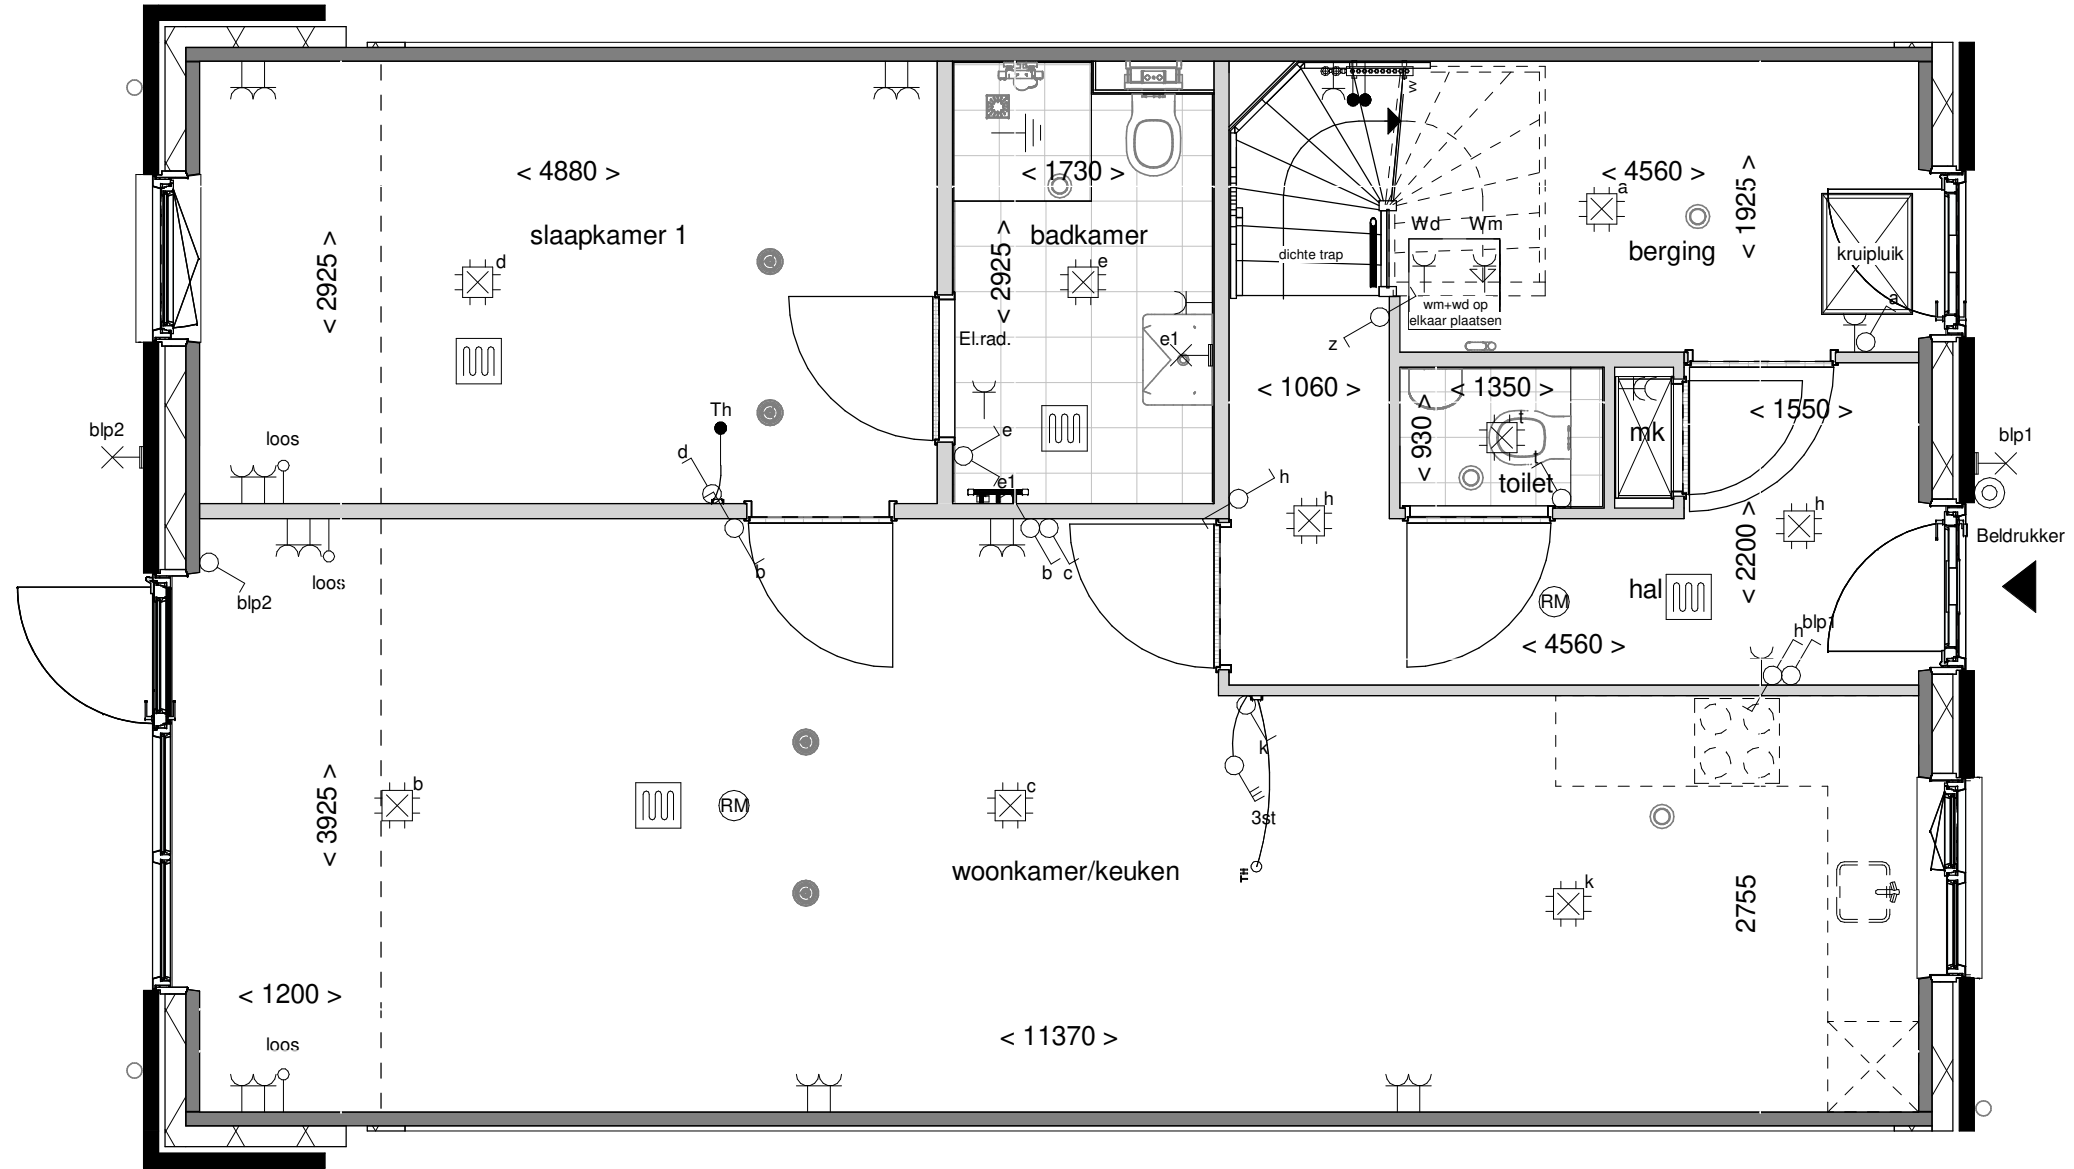 w
< 4880 >
< 1730 >
< 4560 >
a
< 1925 >
slaapkamer 1
badkamer
Wd
Wm
berging
kruipluik
dichte trap
d
e
< 2925 >
< 2925 >
wm+wd op
elkaar plaatsen
a
El.rad.
e1
z
< 1060 >
< 1350 >
< 1550 >
Th
blp2
loos
d
e
< 930 >
t
mk
blp1
t
h
e1
toilet
h
h
Beldrukker
b
b
c
loos
blp2
< 2200 >
hal
RM
h
blp1
< 4560 >
k
b
c
RM
3st
< 3925 >
TH
woonkamer/keuken
k
2755
< 1200 >
< 11370 >
loos